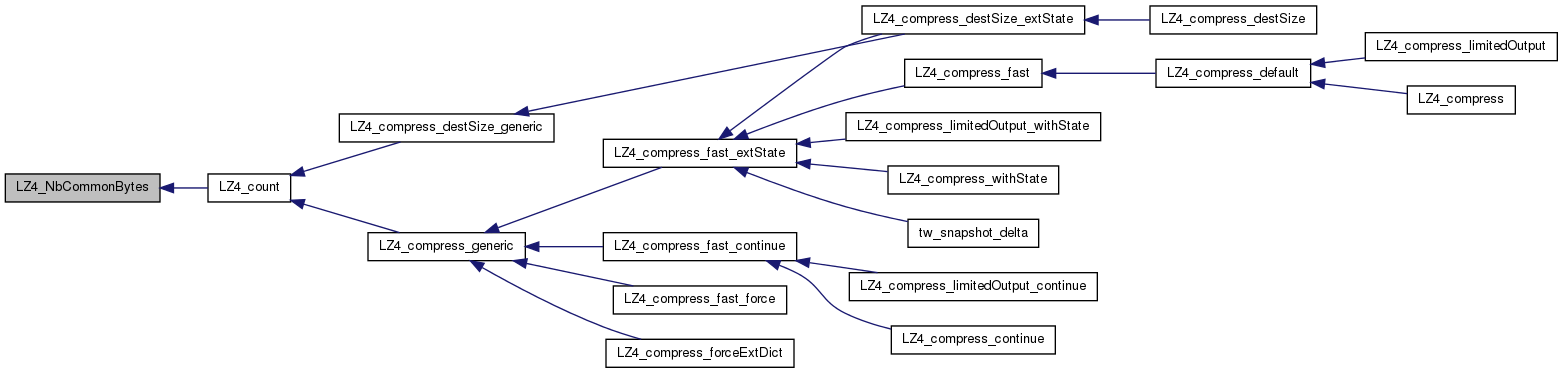 LZ4_compress_destSize_extState
LZ4_compress_destSize
LZ4_compress_limitedOutput
LZ4_compress_fast
LZ4_compress_default
LZ4_compress
LZ4_compress_destSize_generic
LZ4_compress_limitedOutput_withState
LZ4_compress_fast_extState
LZ4_NbCommonBytes
LZ4_count
LZ4_compress_withState
tw_snapshot_delta
LZ4_compress_generic
LZ4_compress_fast_continue
LZ4_compress_limitedOutput_continue
LZ4_compress_fast_force
LZ4_compress_continue
LZ4_compress_forceExtDict